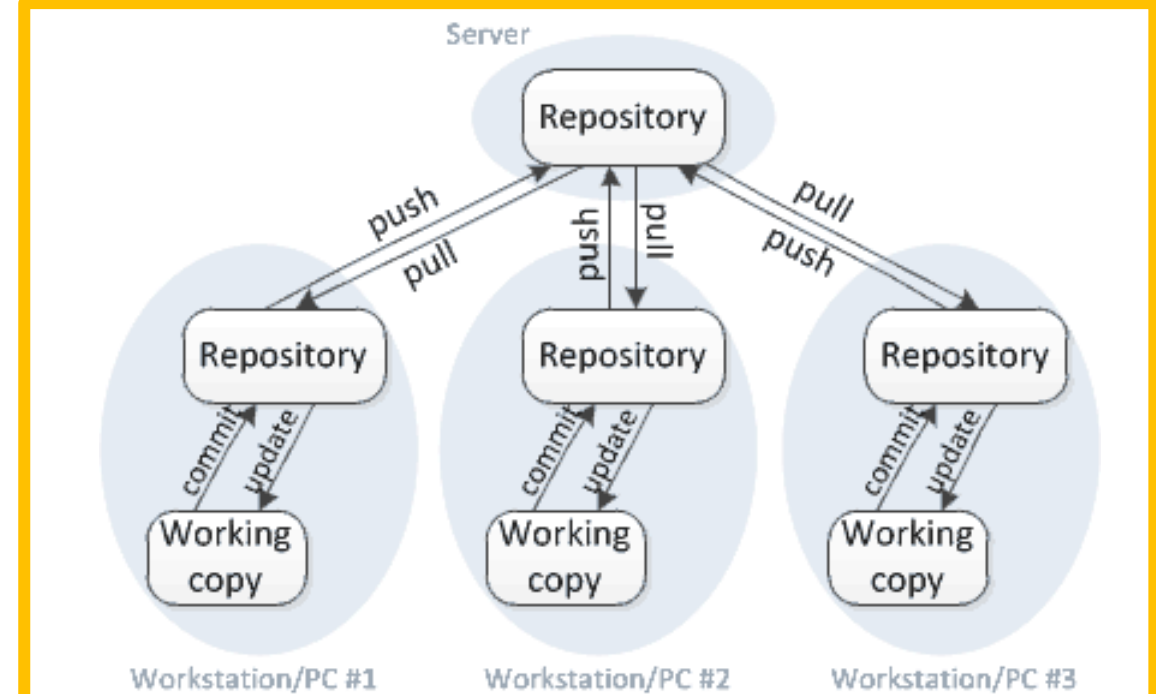 Server
Repository
push
pull
push
pull
pull
push
Repository
Repository
Repository
commit
update
commit
update
commit
update
Working
copy
Working
copy
Working
copy
Workstation/PC #1
Workstation/PC #2
Workstation/PC #3